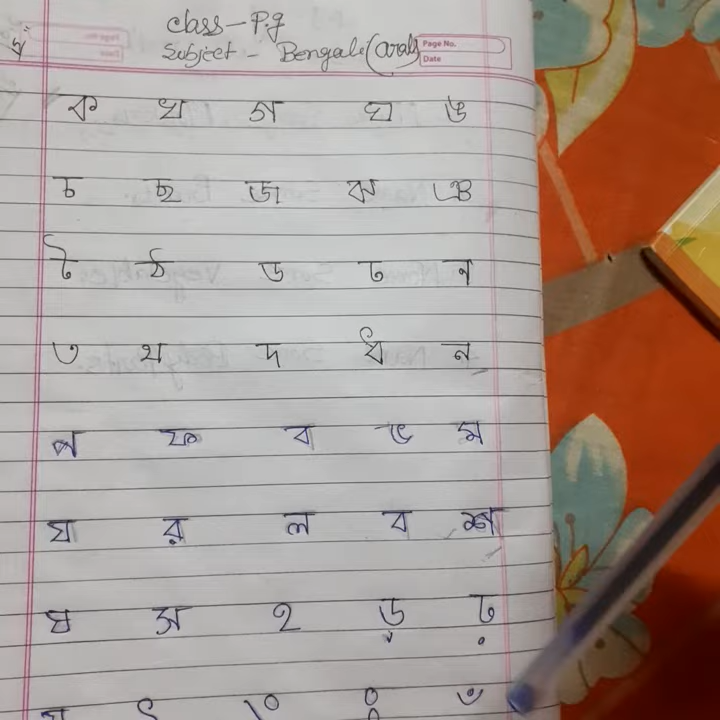 Class - P.g
Subject - Bengali (Oral)
Page No.
Date
ক খ গ ঘ ঙ
চ ছ জ ঝ ঞ
ট ঠ ড ঢ ন
ত থ দ ধ ন
প ফ ব ভ ম
য র ল ব শ
ষ স হ ড় ঢ়
য় ৎ ং ঃ ঁ